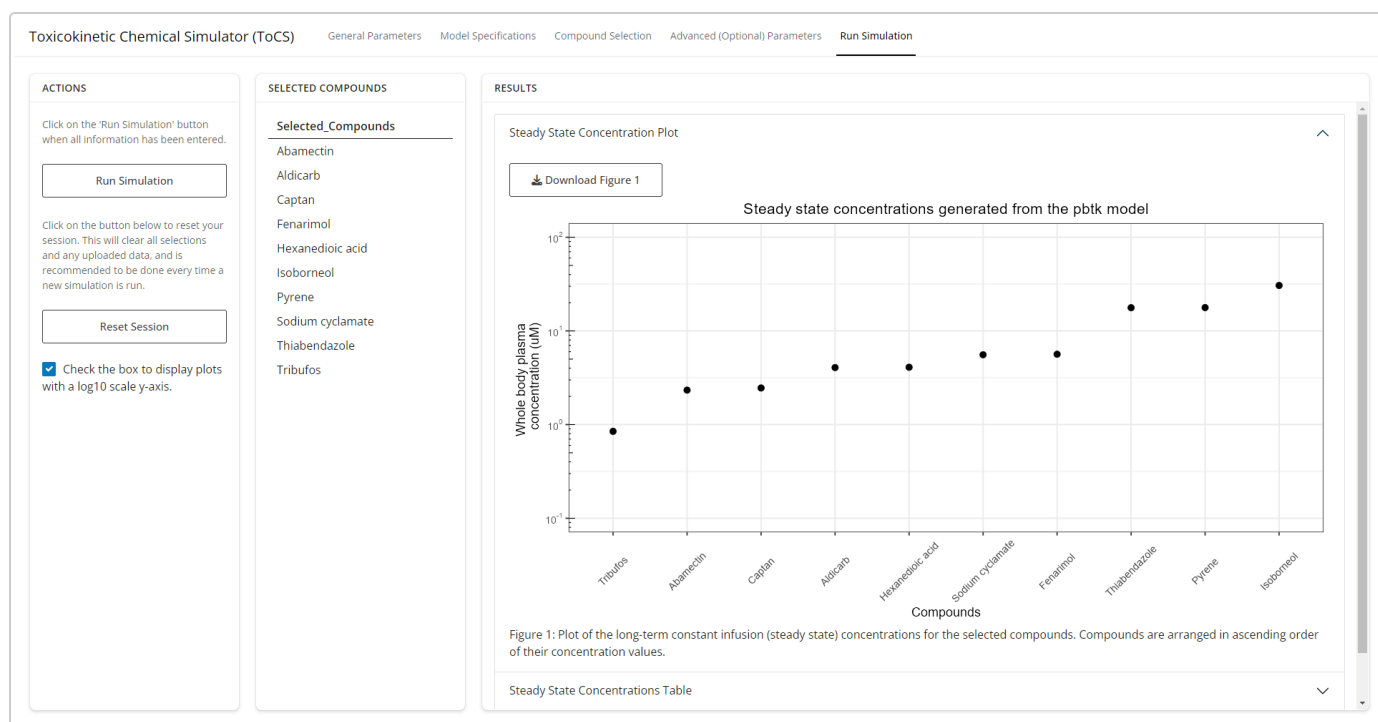 Toxicokinetic Chemical Simulator (ToCS)
General Parameters
Model Specifications
Compound Selection
Advanced (Optional) Parameters
Run Simulation
ACTIONS
Click on the 'Run Simulation' button
when all information has been entered.
Run Simulation
Click on the button below to reset your
session. This will clear all selections
and any uploaded data, and is
recommended to be done every time a
new simulation is run.
Reset Session
Check the box to display plots
with a log10 scale y-axis.
SELECTED COMPOUNDS
Selected_Compounds
Abamectin
Aldicarb
Captan
Fenarimol
Hexanedioic acid
Isoborneol
Pyrene
Sodium cyclamate
Thiabendazole
Tribufos
RESULTS
Steady State Concentration Plot
Download Figure 1
Steady state concentrations generated from the pbtk model
Whole body plasma
concentration (uM)
10²
10¹
10⁰
10⁻¹
Tribufos
Abamectin
Captan
Aldicarb
Hexanedioic acid
Sodium cyclamate
Fenarimol
Thiabendazole
Pyrene
Isoborneol
Compounds
Figure 1: Plot of the long-term constant infusion (steady state) concentrations for the selected compounds. Compounds are arranged in ascending order
of their concentration values.
Steady State Concentrations Table